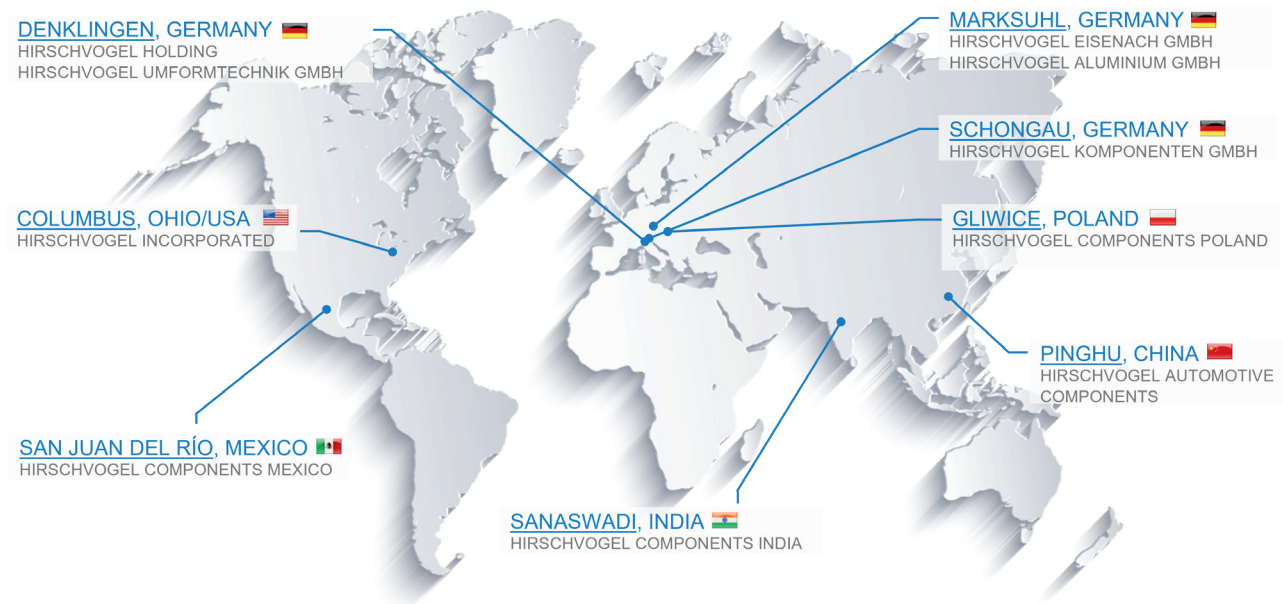 DENKLINGEN, GERMANY
HIRSCHVOGEL HOLDING
HIRSCHVOGEL UMFORMTECHNIK GMBH
MARKSUHL, GERMANY
HIRSCHVOGEL EISENACH GMBH
HIRSCHVOGEL ALUMINIUM GMBH
SCHONGAU, GERMANY
HIRSCHVOGEL KOMPONENTEN GMBH
COLUMBUS, OHIO/USA
HIRSCHVOGEL INCORPORATED
GLIWICE, POLAND
HIRSCHVOGEL COMPONENTS POLAND
PINGHU, CHINA
HIRSCHVOGEL AUTOMOTIVE
COMPONENTS
SAN JUAN DEL RÍO, MEXICO
HIRSCHVOGEL COMPONENTS MEXICO
SANASWADI, INDIA
HIRSCHVOGEL COMPONENTS INDIA